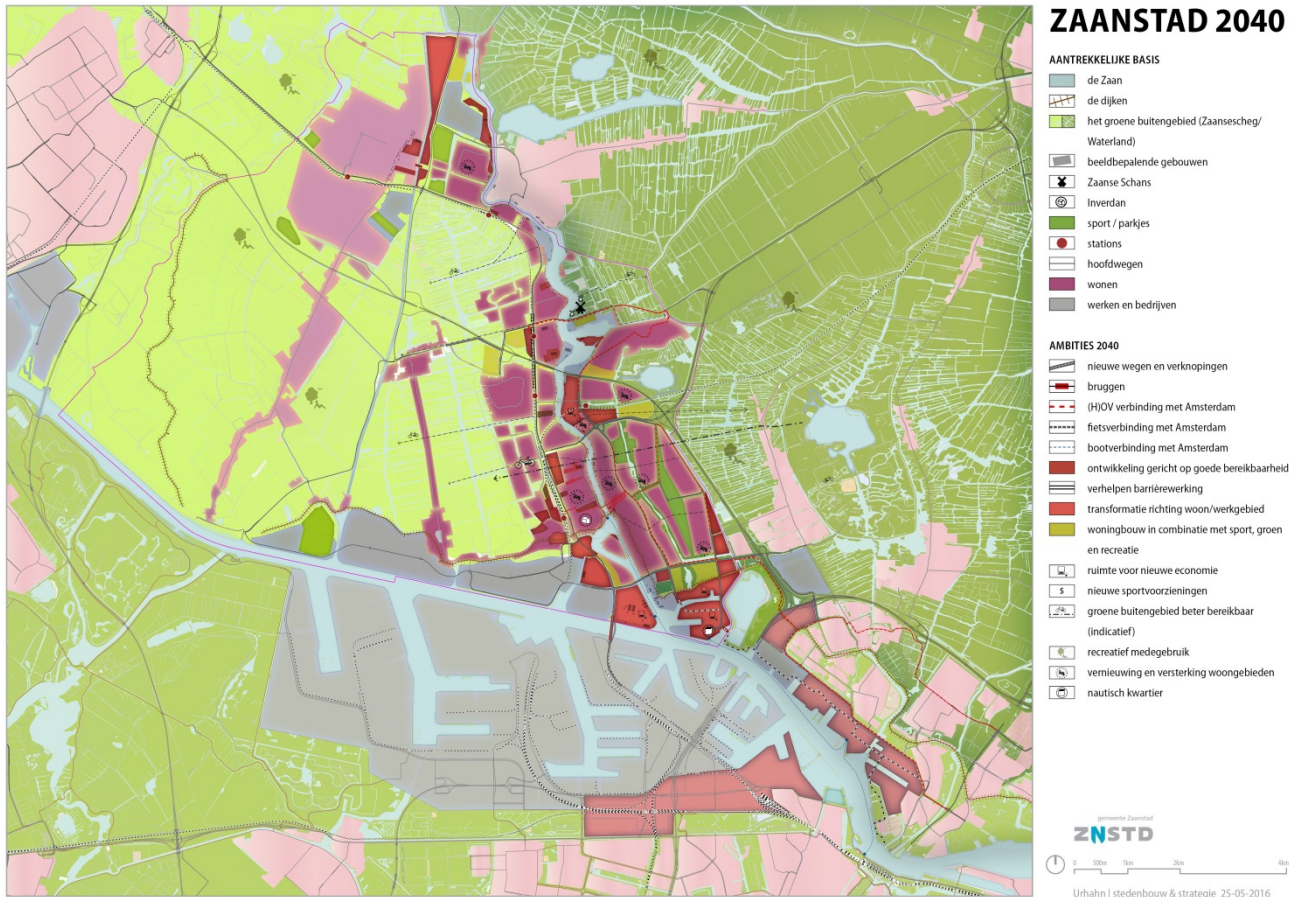 ZAANSTAD 2040
AANTREKKELIJKE BASIS
de Zaan
de dijken
het groene buitengebied (Zaansescheg/
Waterland)
beeldbepalende gebouwen
Zaanse Schans
Inverdan
sport / parkjes
stations
hoofdwegen
wonen
werken en bedrijven
AMBITIES 2040
nieuwe wegen en verknopingen
bruggen
(H)OV verbinding met Amsterdam
fietsverbinding met Amsterdam
bootverbinding met Amsterdam
ontwikkeling gericht op goede bereikbaarheid
verhelpen barrièrewerking
transformatie richting woon/werkgebied
woningbouw in combinatie met sport, groen
en recreatie
ruimte voor nieuwe economie
$ nieuwe sportvoorzieningen
groene buitengebied beter bereikbaar
(indicatief)
recreatief medegebruik
vernieuwing en versterking woongebieden
nautisch kwartier
gemeente Zaanstad
ZNSTD
0 500m 1km 2km 4km
Urhahn | stedenbouw & strategie 25-05-2016